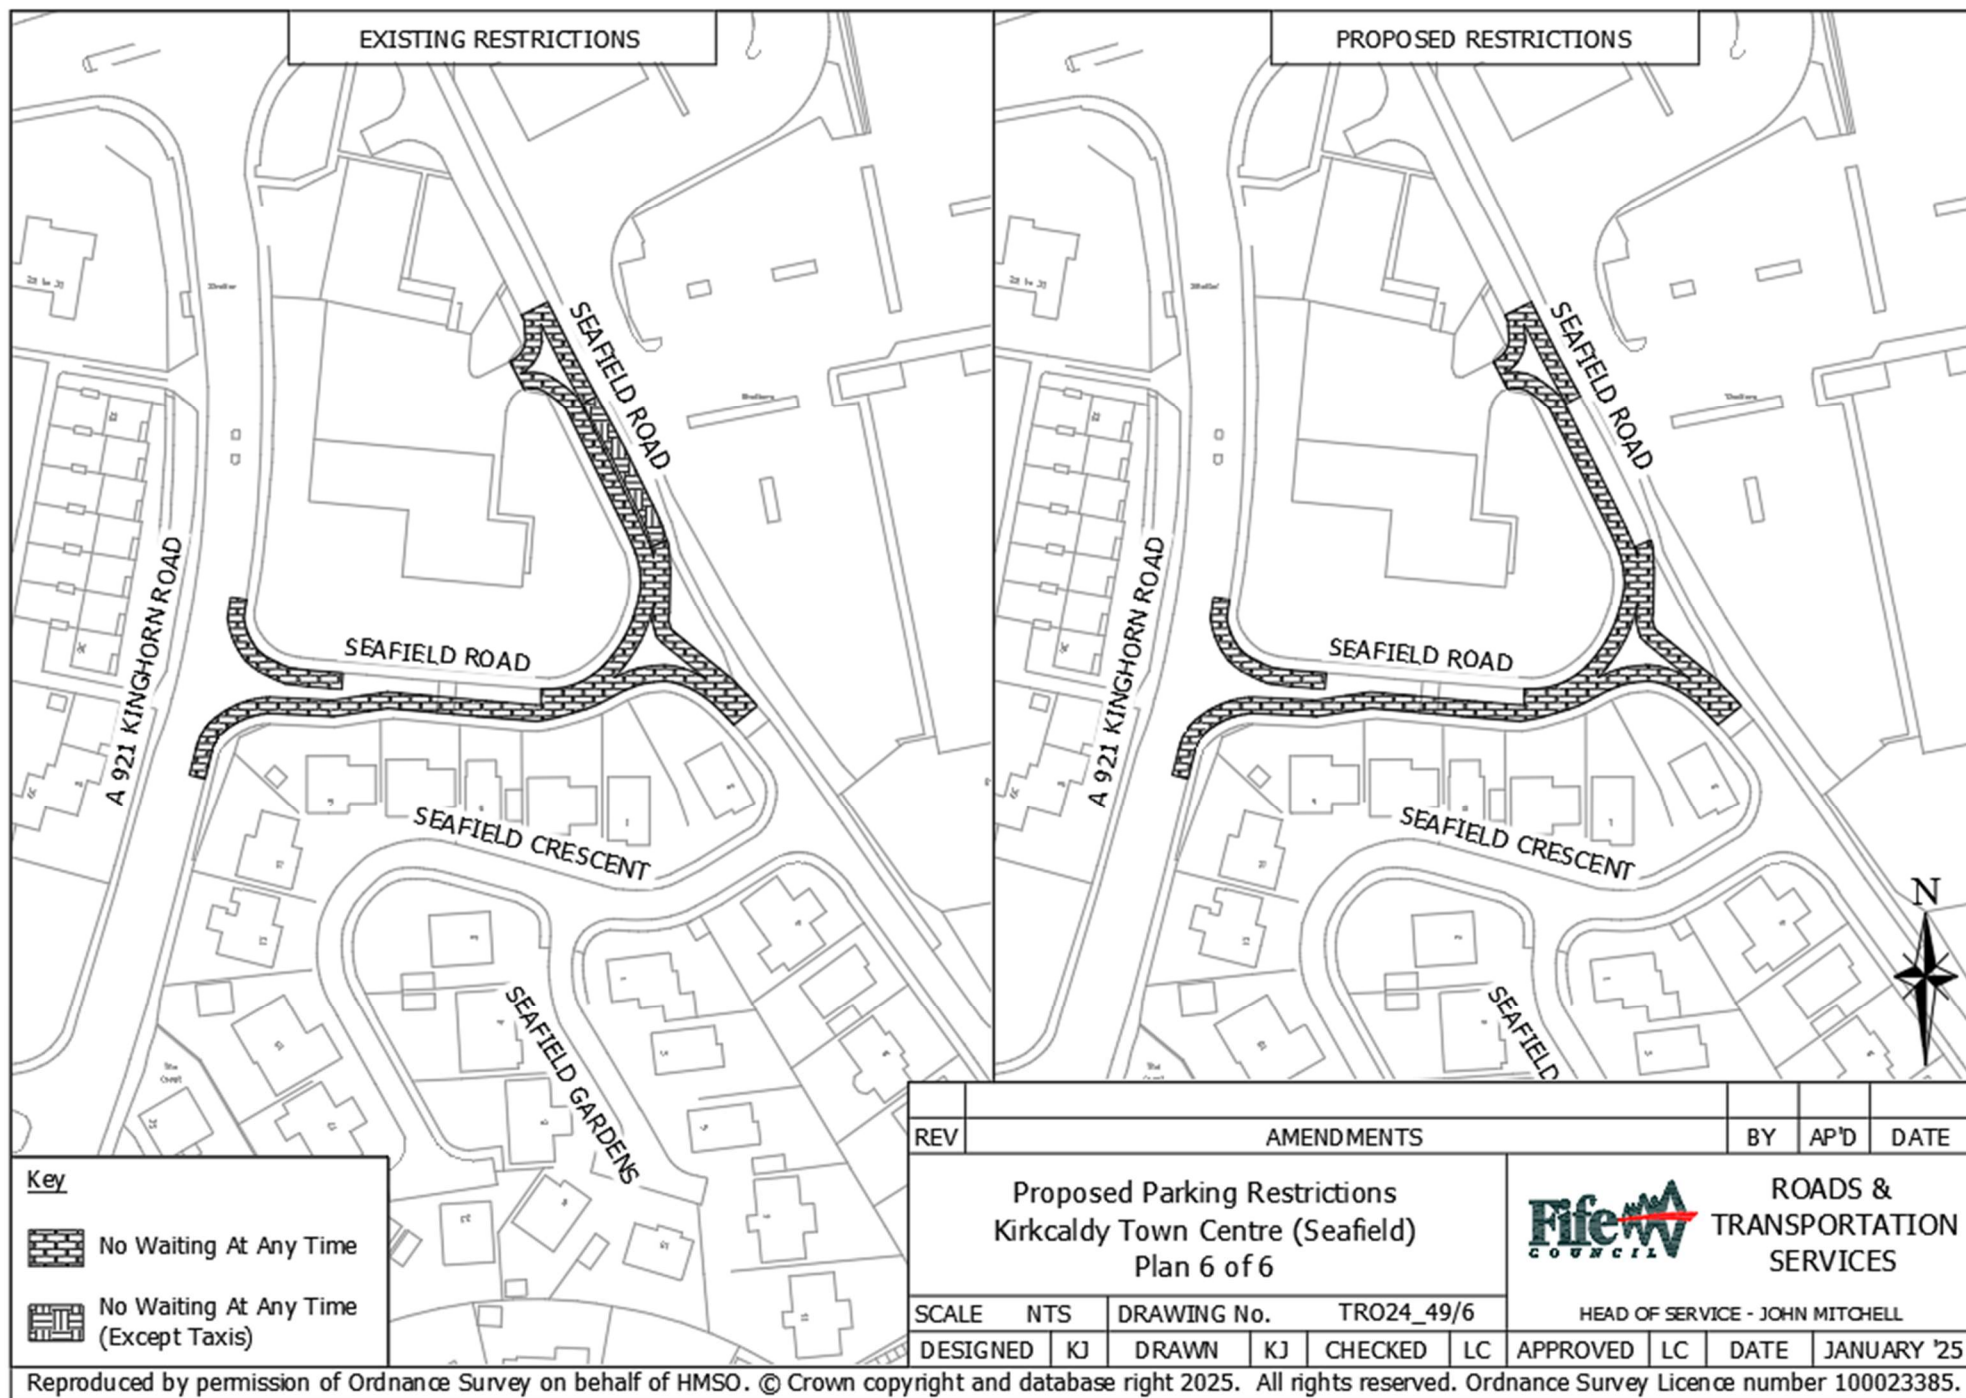 EXISTING RESTRICTIONS
SEAFIELD ROAD
SEAFIELD ROAD
A 921 KINGHORN ROAD
SEAFIELD CRESCENT
SEAFIELD GARDENS
PROPOSED RESTRICTIONS
SEAFIELD ROAD
SEAFIELD ROAD
A 921 KINGHORN ROAD
SEAFIELD CRESCENT
SEAFIELD
N
Key
No Waiting At Any Time
No Waiting At Any Time
(Except Taxis)
REV AMENDMENTS BY AP'D DATE
Proposed Parking Restrictions
Kirkcaldy Town Centre (Seafield)
Plan 6 of 6
Fife
COUNCIL
ROADS &
TRANSPORTATION
SERVICES
HEAD OF SERVICE - JOHN MITCHELL
SCALE NTS DRAWING No. TRO24_49/6
DESIGNED KJ DRAWN KJ CHECKED LC APPROVED LC DATE JANUARY '25
Reproduced by permission of Ordnance Survey on behalf of HMSO. © Crown copyright and database right 2025. All rights reserved. Ordnance Survey Licence number 100023385.